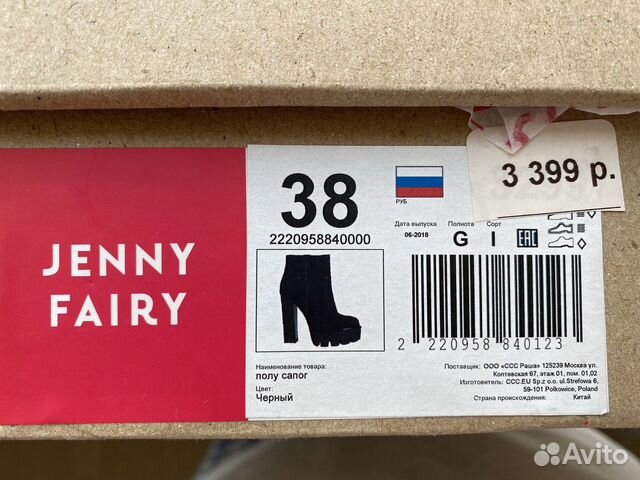 3 399 р.
JENNY
FAIRY
38
2220958840000
РУБ
Дата выпуска Полнота Сорт
06-2018 G I EAC
2 220958 840123
Наименование товара:
полу сапог
Цвет:
Черный
Поставщик: ООО «ССС Раша» 125239 Москва ул.
Коптевская 67, этаж 01, пом. 01,02
Изготовитель: CCC.EU Sp.z o.o. ul.Strefowa 6,
59-101 Polkowice, Poland
Страна происхождения: Китай
Avito